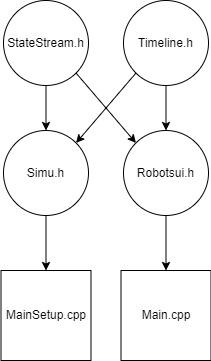 StateStream.h
Timeline.h
Simu.h
Robotsui.h
MainSetup.cpp
Main.cpp